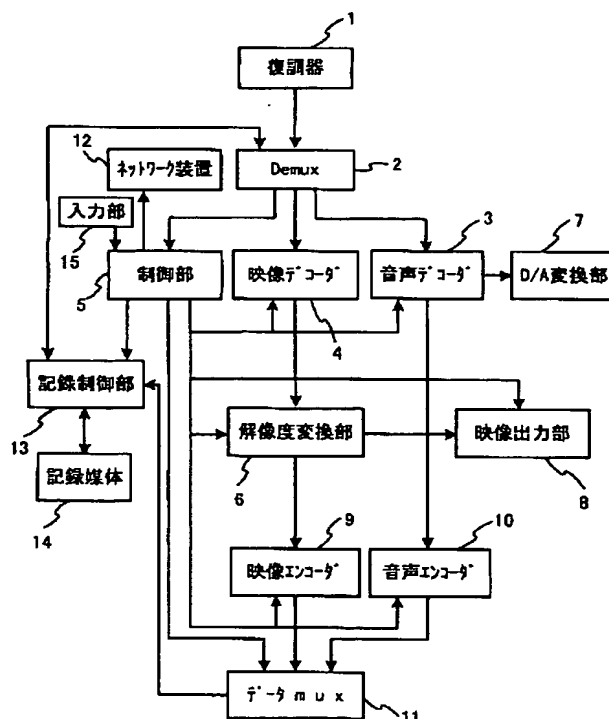 1
復調器
12
ネットワーク装置
Demux
2
入力部
15
3
7
制御部
5
映像デコーダ
4
音声デコーダ
D/A変換部
記録制御部
13
解像度変換部
6
映像出力部
8
記録媒体
14
9
10
映像エンコーダ
音声エンコーダ
データmux
11